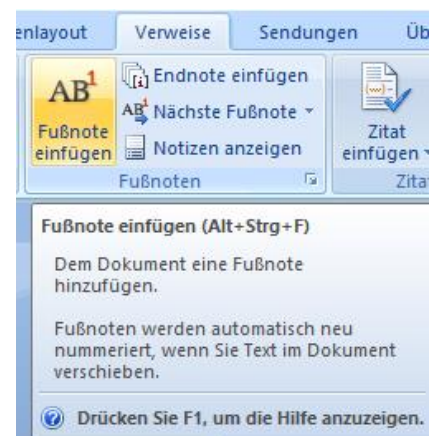 enlayout Verweise Sendungen Üb
AB1
Fußnote einfügen
Endnote einfügen
AB1 Nächste Fußnote
Notizen anzeigen
Zitat einfügen
Fußnoten
Zita
Fußnote einfügen (Alt+Strg+F)
Dem Dokument eine Fußnote
hinzufügen.
Fußnoten werden automatisch neu
nummeriert, wenn Sie Text im Dokument
verschieben.
Drücken Sie F1, um die Hilfe anzuzeigen.